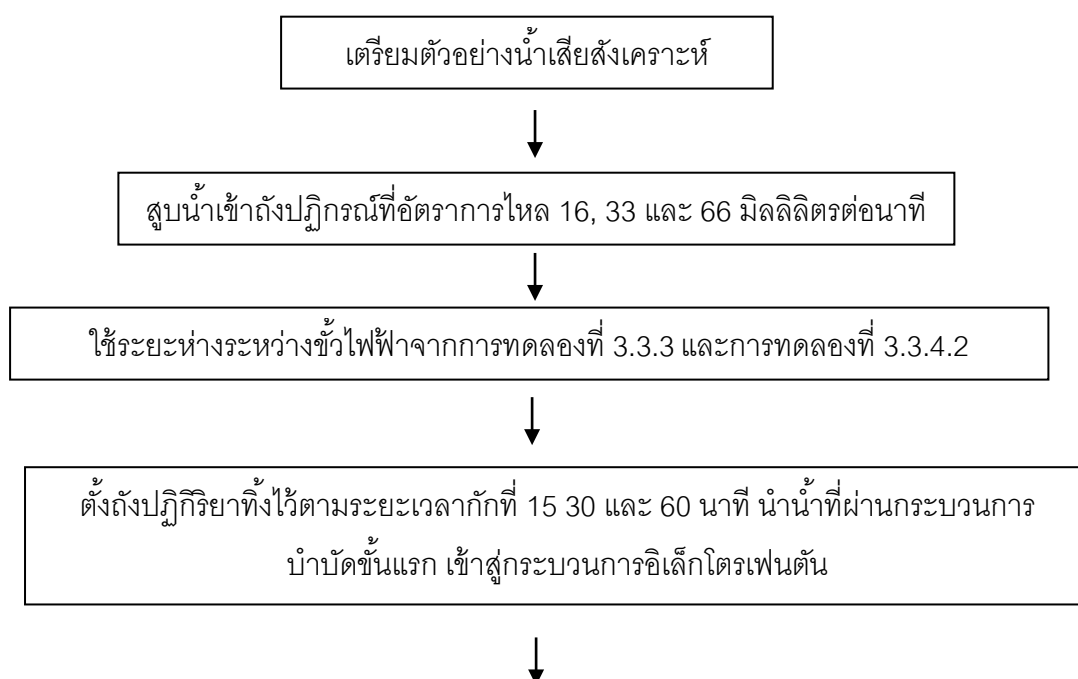 เตรียมตัวอย่างน้ำเสียสังเคราะห์
สูบน้ำเข้าถังปฏิกรณ์ที่อัตราการไหล 16, 33 และ 66 มิลลิลิตรต่อนาที
ใช้ระยะห่างระหว่างขั้วไฟฟ้าจากการทดลองที่ 3.3.3 และการทดลองที่ 3.3.4.2
ตั้งถังปฏิกิริยาทิ้งไว้ตามระยะเวลากักที่ 15 30 และ 60 นาที นำน้ำที่ผ่านกระบวนการ
บำบัดขั้นแรก เข้าสู่กระบวนการอิเล็กโตรเฟนตัน